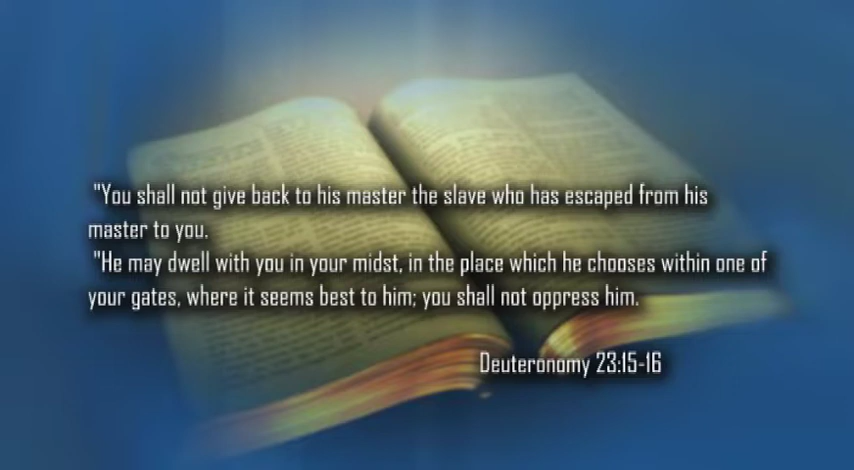 "You shall not give back to his master the slave who has escaped from his
master to you.
"He may dwell with you in your midst, in the place which he chooses within one of
your gates, where it seems best to him; you shall not oppress him.
Deuteronomy 23:15-16